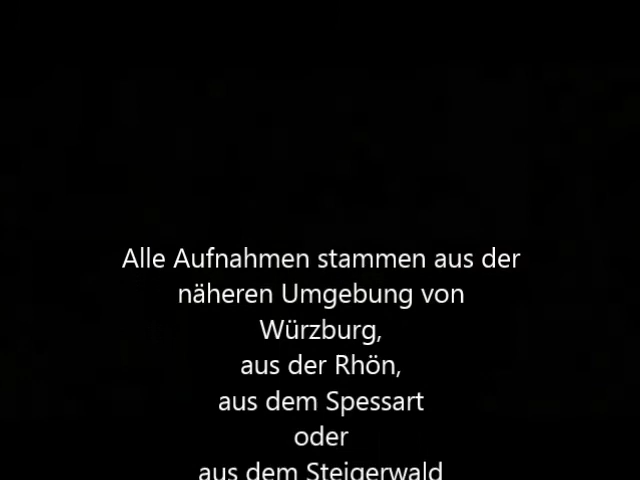 Alle Aufnahmen stammen aus der
näheren Umgebung von
Würzburg,
aus der Rhön,
aus dem Spessart
oder
aus dem Steigerwald